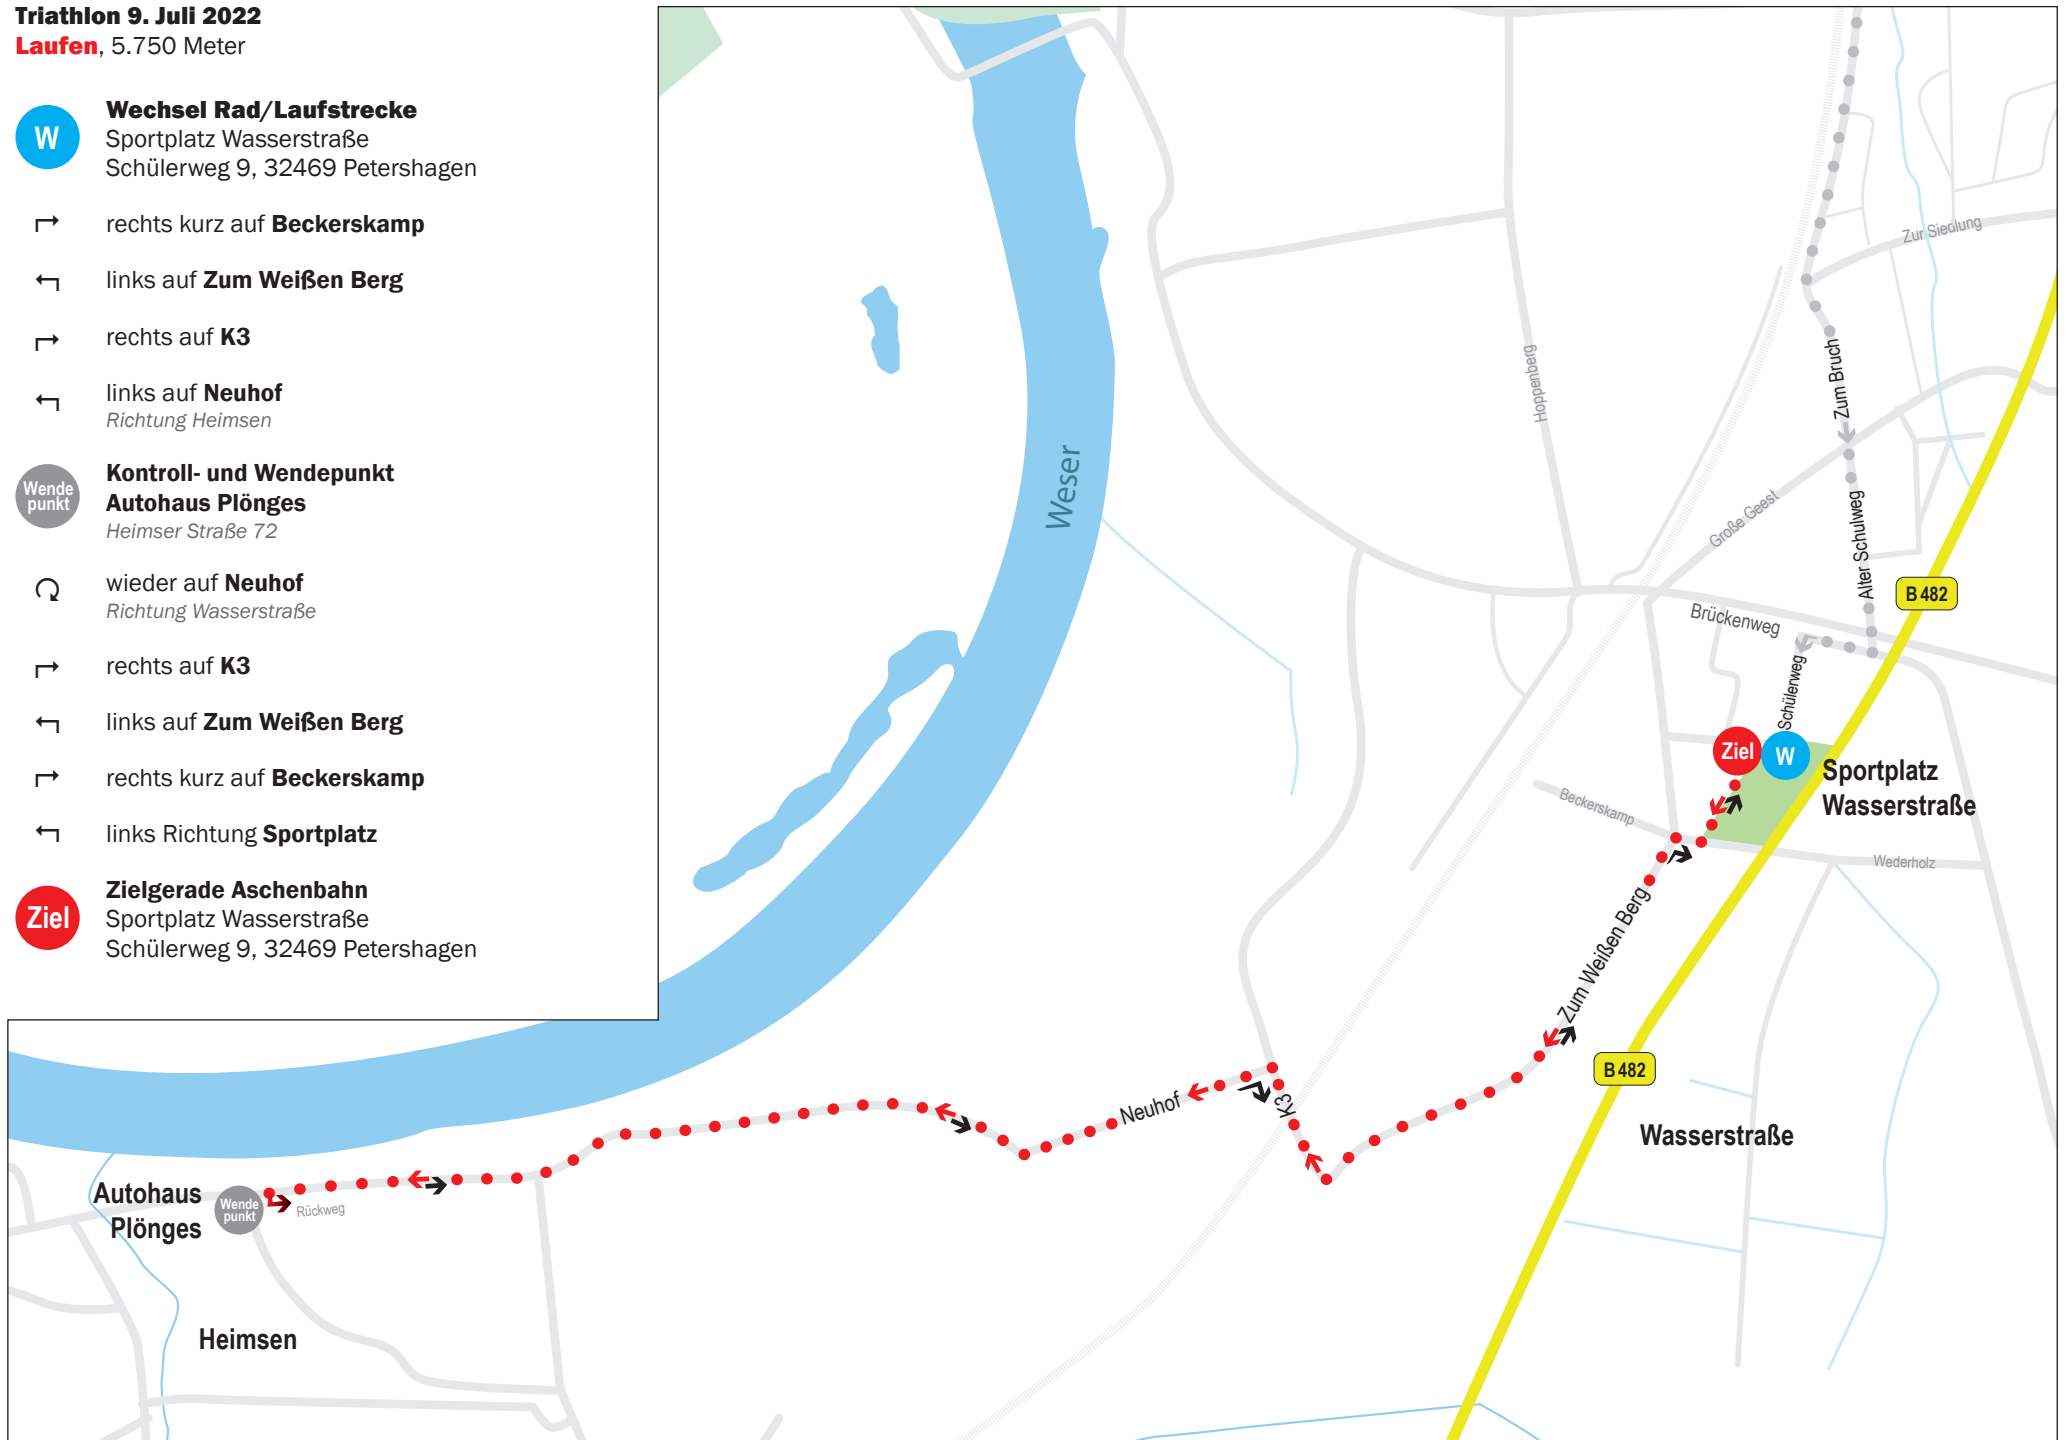 Triathlon 9. Juli 2022
Laufen, 5.750 Meter
W
Wechsel Rad/Laufstrecke
Sportplatz Wasserstraße
Schülerweg 9, 32469 Petershagen
rechts kurz auf Beckerskamp
links auf Zum Weißen Berg
rechts auf K3
links auf Neuhof
Richtung Heimsen
Wende
punkt
Kontroll- und Wendepunkt
Autohaus Plönges
Heimser Straße 72
wieder auf Neuhof
Richtung Wasserstraße
rechts auf K3
links auf Zum Weißen Berg
rechts kurz auf Beckerskamp
links Richtung Sportplatz
Ziel
Zielgerade Aschenbahn
Sportplatz Wasserstraße
Schülerweg 9, 32469 Petershagen
Zur Siedlung
Zum Bruch
Hoppenberg
Weser
Große Geest
Alter Schulweg
B 482
Brückenweg
Schülerweg
Ziel
W
Sportplatz
Wasserstraße
Beckerskamp
Wederholz
Zum Weißen Berg
B 482
Neuhof
K3
Wasserstraße
Autohaus
Plönges
Wende
punkt
Rückweg
Heimsen